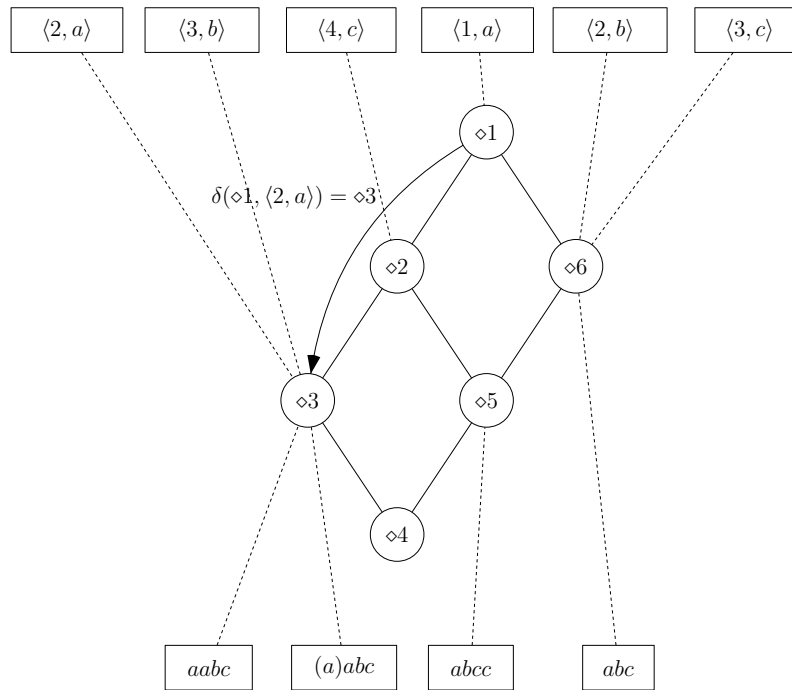 ⟨2, a⟩ ⟨3, b⟩ ⟨4, c⟩ ⟨1, a⟩ ⟨2, b⟩ ⟨3, c⟩
⋄1
δ(⋄1, ⟨2, a⟩) = ⋄3
⋄2 ⋄6
⋄3 ⋄5
⋄4
aabc (a)abc abcc abc